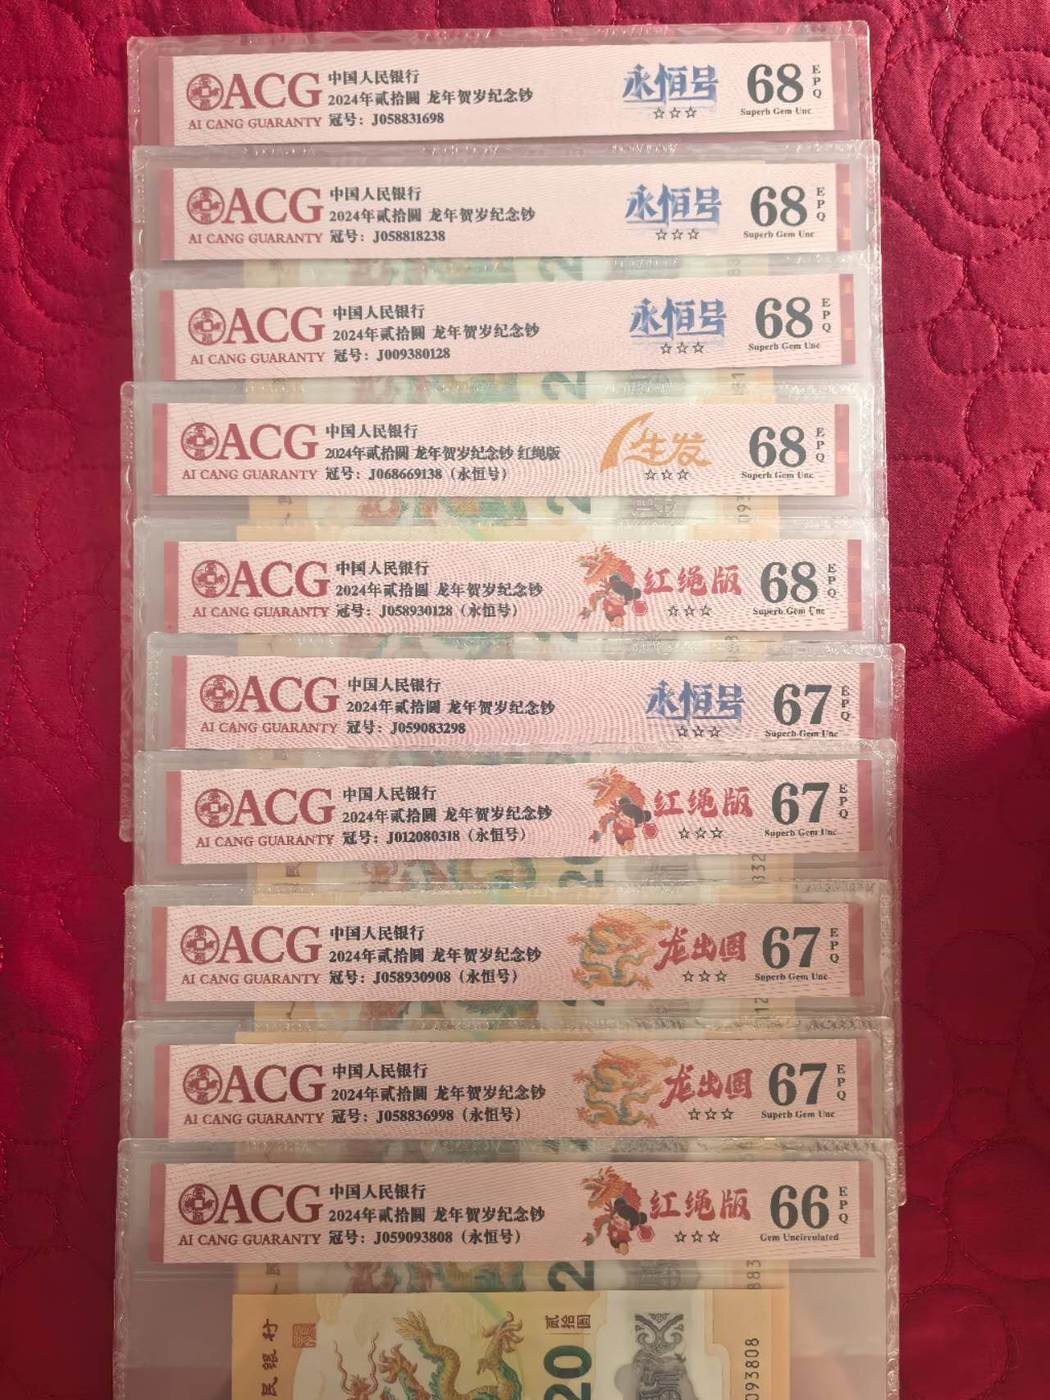 ACG 中国人民银行 永恒号 68 EPQ
2024年贰拾圆 龙年贺岁纪念钞 ☆☆☆ Superb Gem Unc
AI CANG GUARANTY 冠号：J058831698
ACG 中国人民银行 永恒号 68 EPQ
2024年贰拾圆 龙年贺岁纪念钞 ☆☆☆ Superb Gem Unc
AI CANG GUARANTY 冠号：J058818238
ACG 中国人民银行 永恒号 68 EPQ
2024年贰拾圆 龙年贺岁纪念钞 ☆☆☆ Superb Gem Unc
AI CANG GUARANTY 冠号：J009380128
ACG 中国人民银行 生发 68 EPQ
2024年贰拾圆 龙年贺岁纪念钞 红绳版 ☆☆☆ Superb Gem Unc
AI CANG GUARANTY 冠号：J068669138（永恒号）
ACG 中国人民银行 红绳版 68 EPQ
2024年贰拾圆 龙年贺岁纪念钞 ☆☆☆ Superb Gem Unc
AI CANG GUARANTY 冠号：J058930128（永恒号）
ACG 中国人民银行 永恒号 67 EPQ
2024年贰拾圆 龙年贺岁纪念钞 ☆☆☆ Superb Gem Unc
AI CANG GUARANTY 冠号：J059083298
ACG 中国人民银行 红绳版 67 EPQ
2024年贰拾圆 龙年贺岁纪念钞 ☆☆☆ Superb Gem Unc
AI CANG GUARANTY 冠号：J012080318（永恒号）
ACG 中国人民银行 龙出国 67 EPQ
2024年贰拾圆 龙年贺岁纪念钞 ☆☆☆ Superb Gem Unc
AI CANG GUARANTY 冠号：J058930908（永恒号）
ACG 中国人民银行 龙出国 67 EPQ
2024年贰拾圆 龙年贺岁纪念钞 ☆☆☆ Superb Gem Unc
AI CANG GUARANTY 冠号：J058836998（永恒号）
ACG 中国人民银行 红绳版 66 EPQ
2024年贰拾圆 龙年贺岁纪念钞 ☆☆☆ Gem Uncirculated
AI CANG GUARANTY 冠号：J059093808（永恒号）
民银行
贰拾圆
20
093808